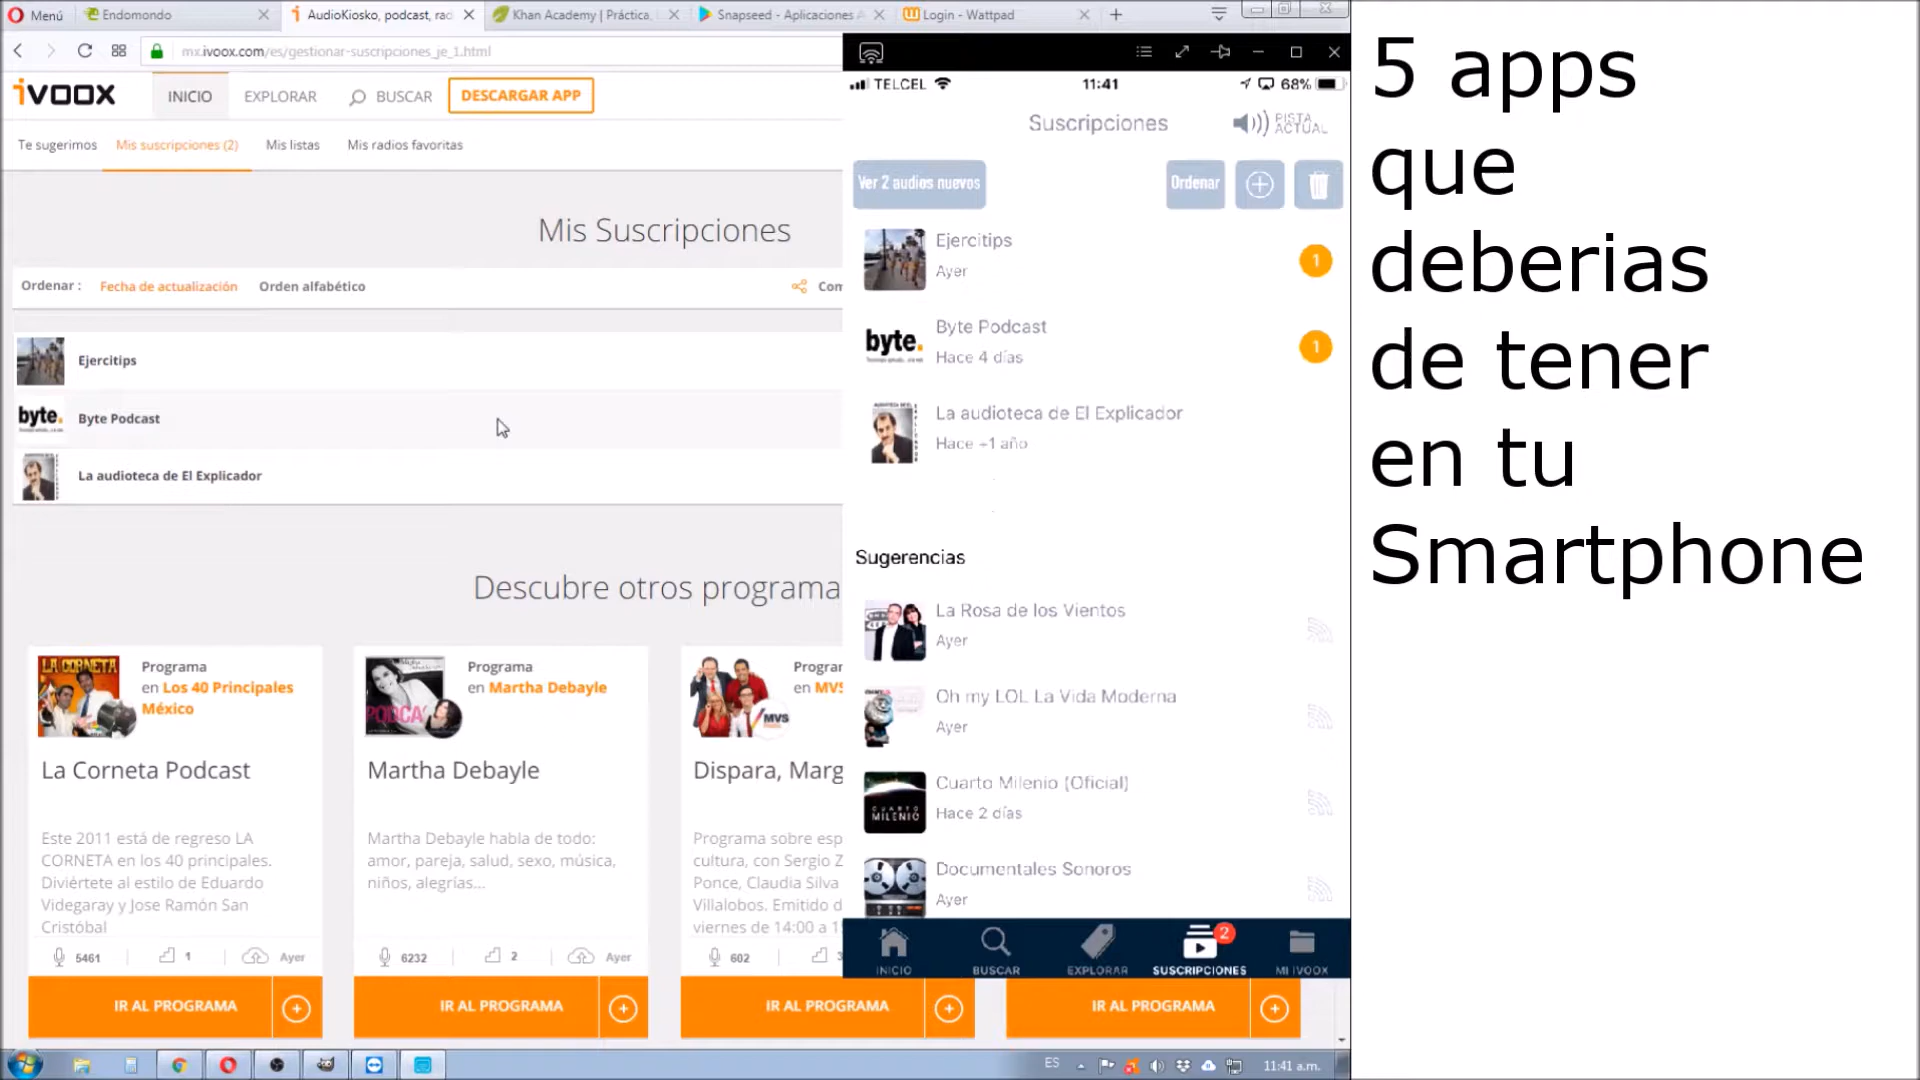 Menú
Endomondo
AudioKiosko, podcast, rad
Khan Academy | Práctica,
Snapseed - Aplicaciones A
Login - Wattpad
mx.ivoox.com/es/gestionar-suscripciones_je_1.html
iVOOX
INICIO
EXPLORAR
BUSCAR
DESCARGAR APP
Te sugerimos
Mis suscripciones (2)
Mis listas
Mis radios favoritas
Mis Suscripciones
Ordenar :
Fecha de actualización
Orden alfabético
Com
Ejercitips
byte.
Byte Podcast
La audioteca de El Explicador
Descubre otros programa
LA CORNETA
Programa
en Los 40 Principales
México
La Corneta Podcast
Este 2011 está de regreso LA
CORNETA en los 40 principales.
Diviértete al estilo de Eduardo
Videgaray y Jose Ramón San
Cristóbal
5461
1
Ayer
IR AL PROGRAMA
Programa
en Martha Debayle
Martha Debayle
Martha Debayle habla de todo:
amor, pareja, salud, sexo, música,
niños, alegrías...
6232
2
Ayer
IR AL PROGRAMA
MVS
Program
en MVS
Dispara, Marg
Programa sobre esp
cultura, con Sergio Z
Ponce, Claudia Silva
Villalobos. Emitido d
viernes de 14:00 a 1
602
IR AL PROGRAMA
IR AL PROGRAMA
TELCEL
11:41
68%
Suscripciones
PISTA
ACTUAL
Ver 2 audios nuevos
Ordenar
Ejercitips
Ayer
1
byte.
Byte Podcast
Hace 4 días
1
La audioteca de El Explicador
Hace +1 año
Sugerencias
La Rosa de los Vientos
Ayer
Oh my LOL La Vida Moderna
Ayer
CUARTO
MILENIO
Cuarto Milenio (Oficial)
Hace 2 días
Documentales Sonoros
Ayer
INICIO
BUSCAR
EXPLORAR
SUSCRIPCIONES
2
MI IVOOX
ES
11:41 a.m.
5 apps
que
deberias
de tener
en tu
Smartphone